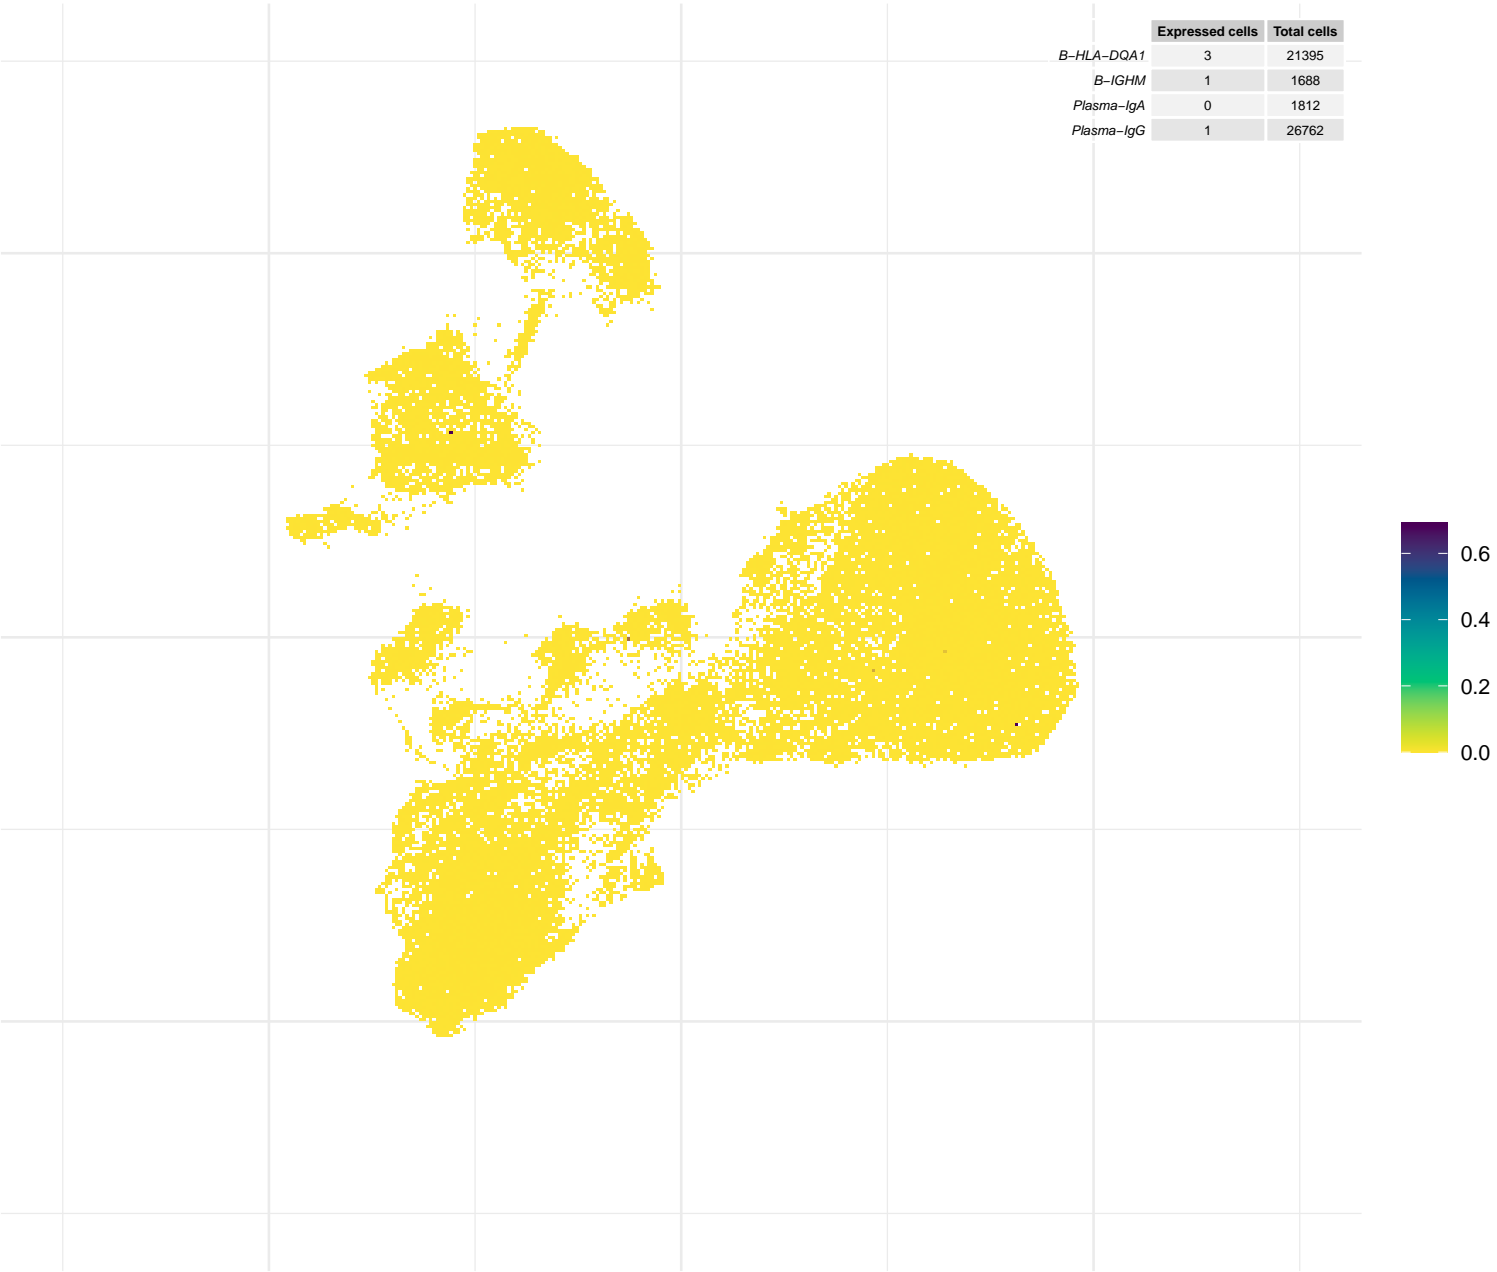 Expressed cells Total cells
B−HLA−DQA1 3 21395
B−IGHM 1 1688
Plasma−IgA 0 1812
Plasma−IgG 1 26762
0.6
0.4
0.2
0.0